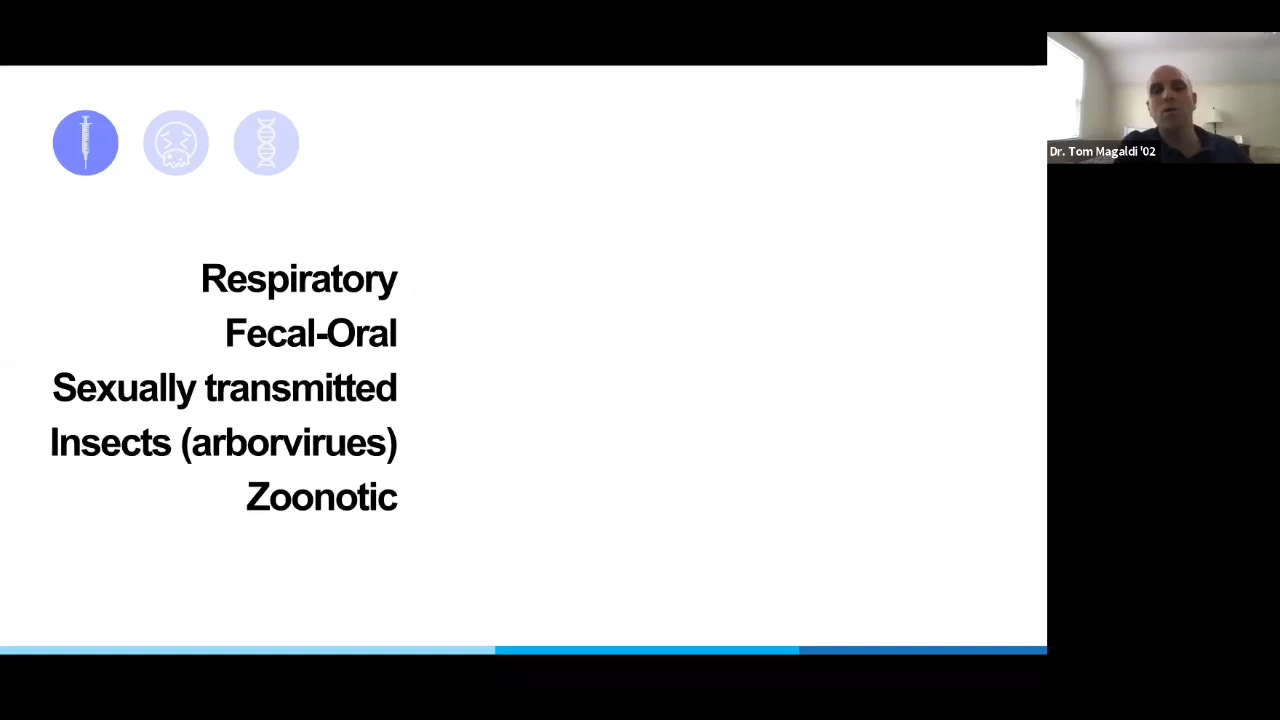 Respiratory
Fecal-Oral
Sexually transmitted
Insects (arborvirues)
Zoonotic
Dr. Tom Magaldi '02